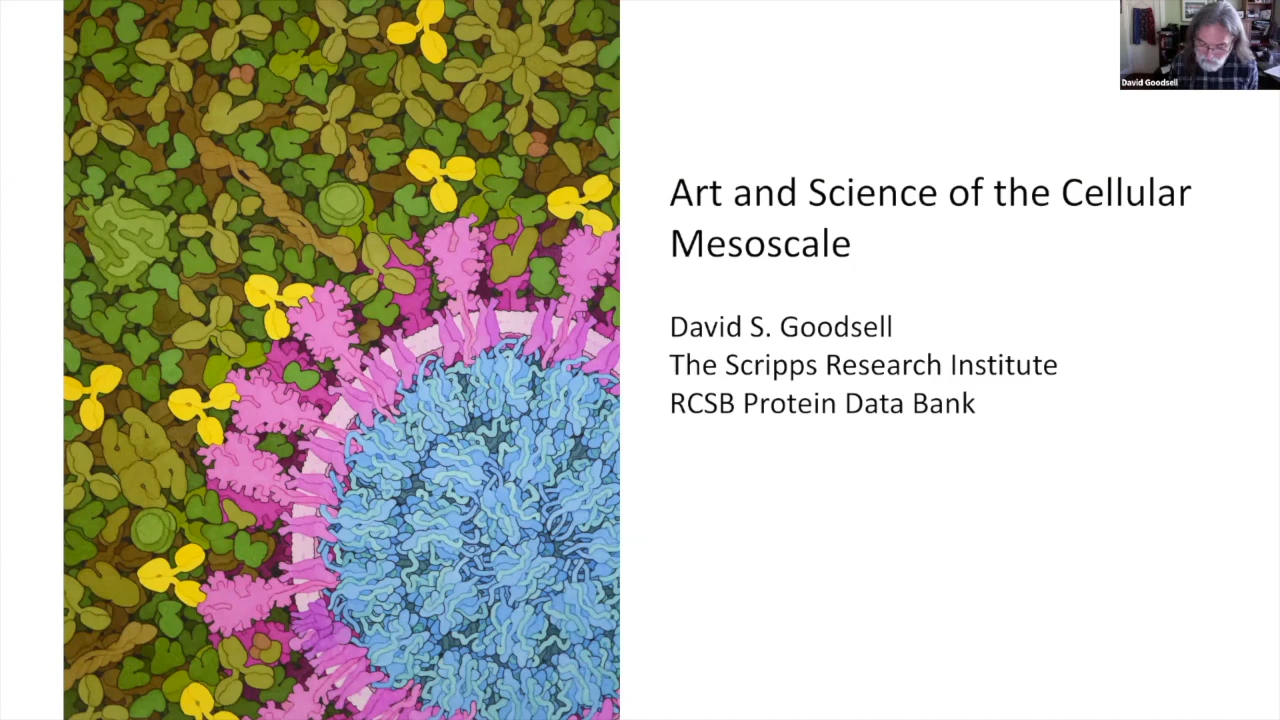 Art and Science of the Cellular
Mesoscale
David S. Goodsell
The Scripps Research Institute
RCSB Protein Data Bank
David Goodsell